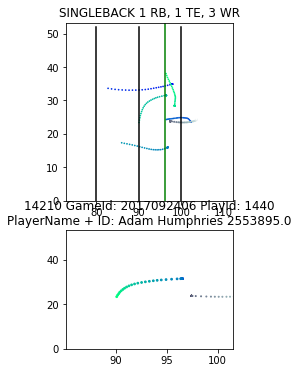 SINGLEBACK 1 RB, 1 TE, 3 WR
50
40
30
20
10
0
80 90 100 110
14210 GameId: 2017092406 PlayId: 1440
PlayerName + ID: Adam Humphries 2553895.0
40
20
0
90 95 100